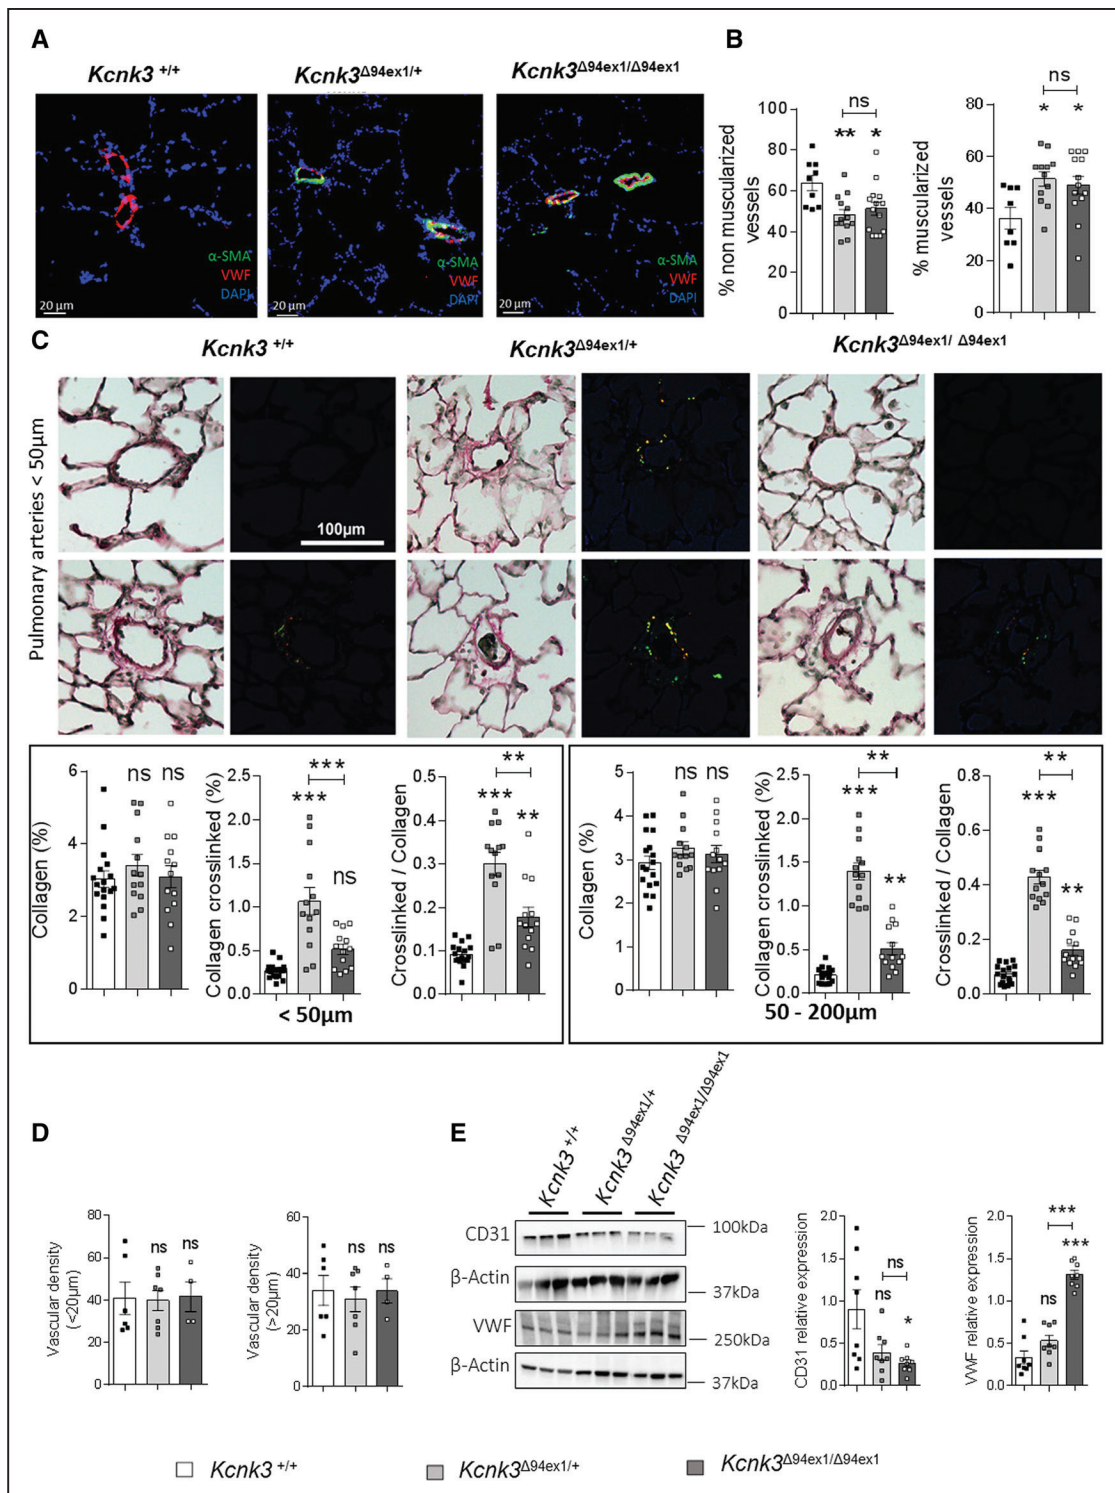 A
Kcnk3 +/+
Kcnk3Δ94ex1/+
Kcnk3Δ94ex1/Δ94ex1
α-SMA
VWF
DAPI
20 µm
α-SMA
VWF
DAPI
20 µm
α-SMA
VWF
DAPI
20 µm
B
% non muscularized
vessels
100
80
60
40
20
0
**
*
ns
% muscularized
vessels
80
60
40
20
0
*
*
ns
C
Kcnk3 +/+
Kcnk3Δ94ex1/+
Kcnk3Δ94ex1/ Δ94ex1
Pulmonary arteries < 50µm
100µm
Collagen (%)
6
4
2
0
ns
ns
Collagen crosslinked (%)
2.5
2.0
1.5
1.0
0.5
0.0
***
***
ns
Crosslinked / Collagen
0.5
0.4
0.3
0.2
0.1
0.0
**
***
**
< 50µm
Collagen (%)
5
4
3
2
1
0
ns
ns
Collagen crosslinked (%)
2.5
2.0
1.5
1.0
0.5
0.0
**
***
**
Crosslinked / Collagen
0.8
0.6
0.4
0.2
0.0
**
***
**
50 - 200µm
D
Vascular density
(<20µm)
80
60
40
20
0
ns
ns
Vascular density
(>20µm)
60
40
20
0
ns
ns
E
Kcnk3 +/+
Kcnk3 Δ94ex1/+
Kcnk3 Δ94ex1/Δ94ex1
CD31
100kDa
β-Actin
37kDa
VWF
250kDa
β-Actin
37kDa
CD31 relative expression
2.0
1.5
1.0
0.5
0.0
ns
ns
*
VWF relative expression
2.0
1.5
1.0
0.5
0.0
***
***
ns
Kcnk3 +/+
Kcnk3Δ94ex1/+
Kcnk3Δ94ex1/Δ94ex1